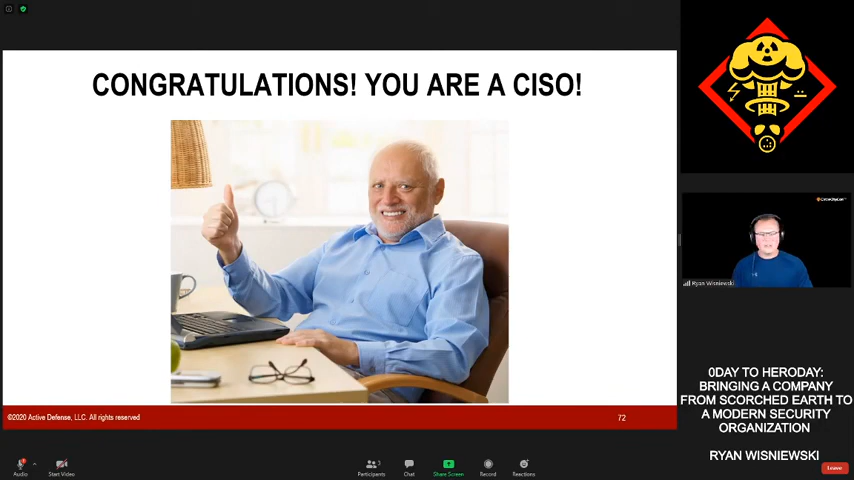 CONGRATULATIONS! YOU ARE A CISO!
©2020 Active Defense, LLC. All rights reserved
72
Ryan Wisniewski
0DAY TO HERODAY:
BRINGING A COMPANY
FROM SCORCHED EARTH TO
A MODERN SECURITY
ORGANIZATION
RYAN WISNIEWSKI
Audio
Start Video
Participants
Chat
Share Screen
Record
Reactions
Leave